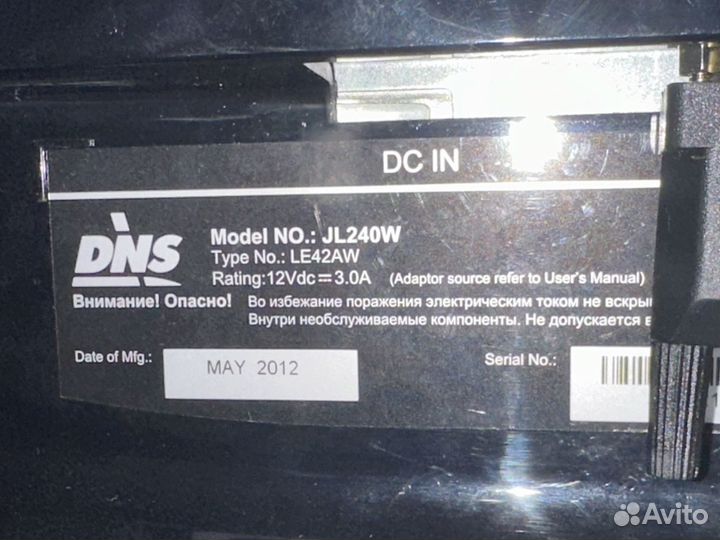 DC IN
DNS
Model NO.: JL240W
Type No.: LE42AW
Rating:12Vdc⎓3.0A (Adaptor source refer to User's Manual)
Внимание! Опасно! Во избежание поражения электрическим током не
Внутри необслуживаемые компоненты. Не допускается
Date of Mfg.: MAY 2012 Serial No.:
Avito